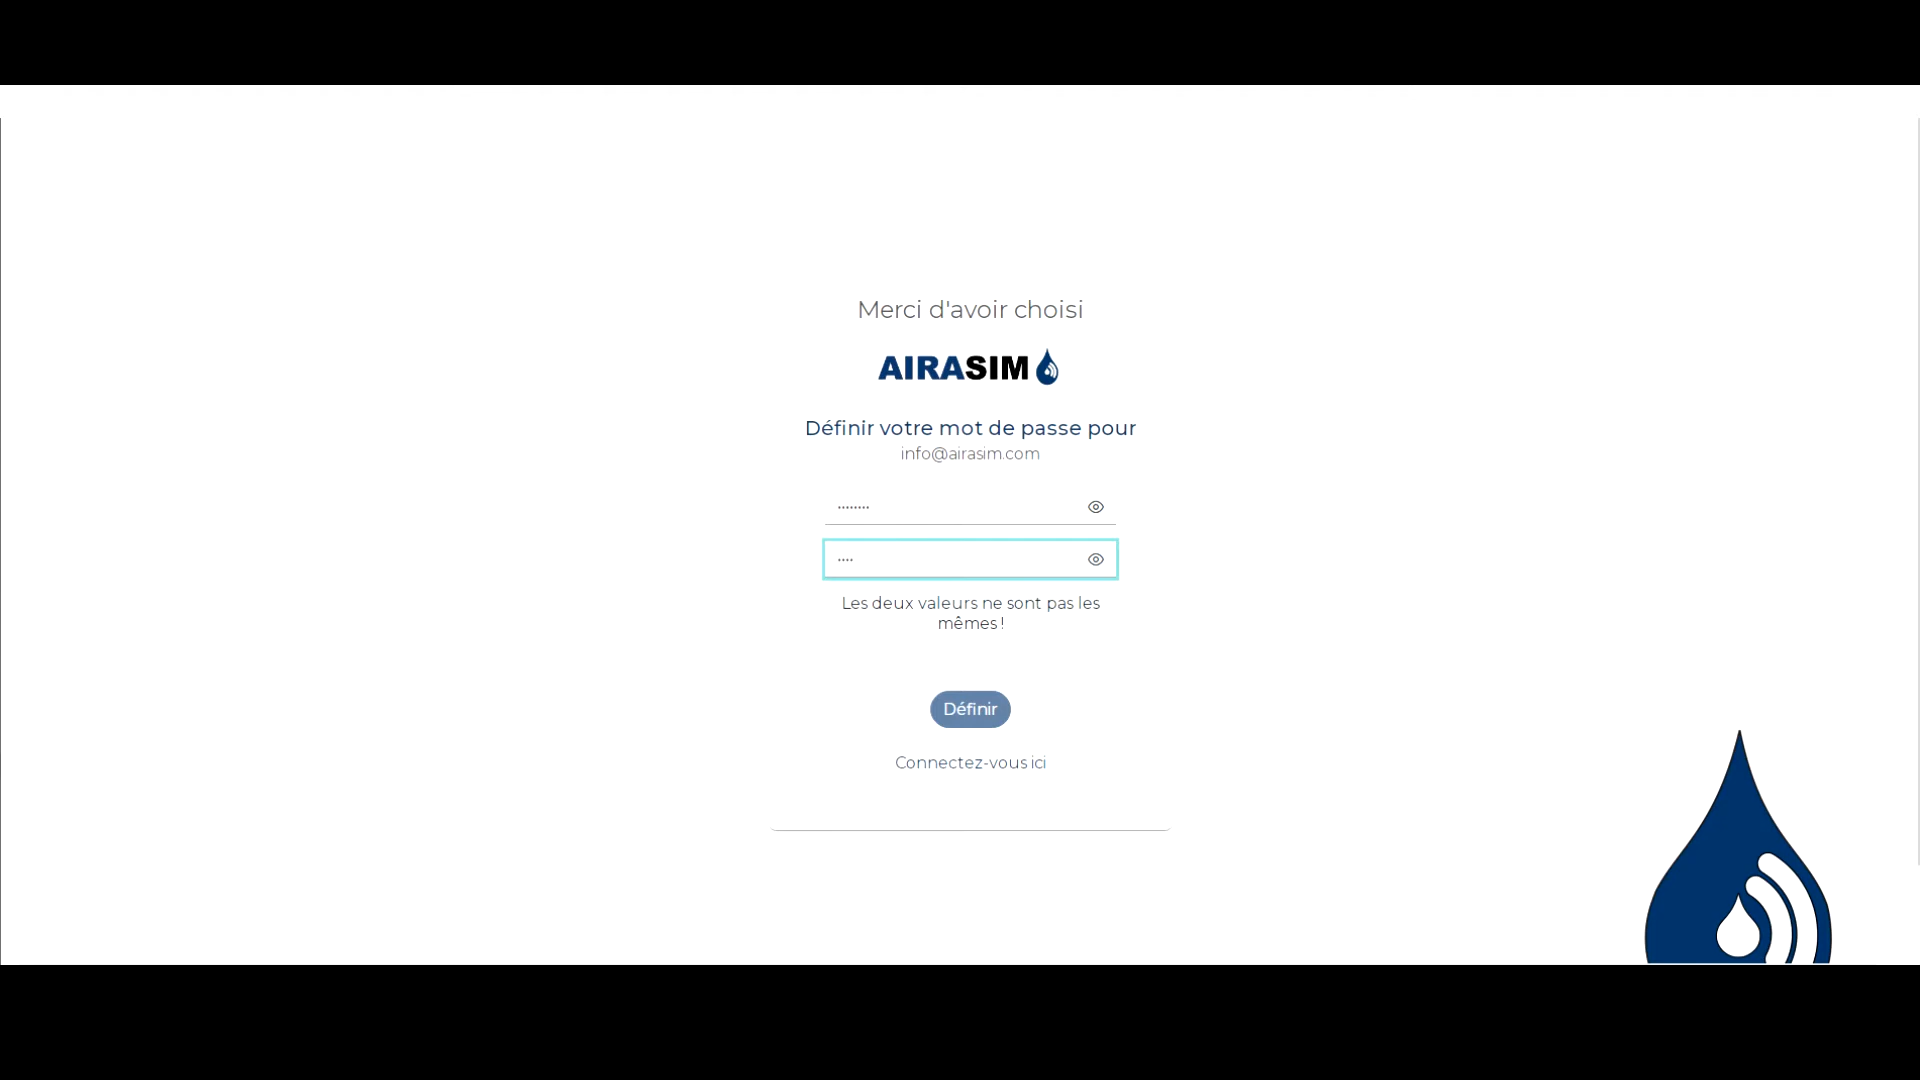 Merci d'avoir choisi
AIRASIM
Définir votre mot de passe pour
info@airasim.com
········
····
Les deux valeurs ne sont pas les
mêmes !
Définir
Connectez-vous ici